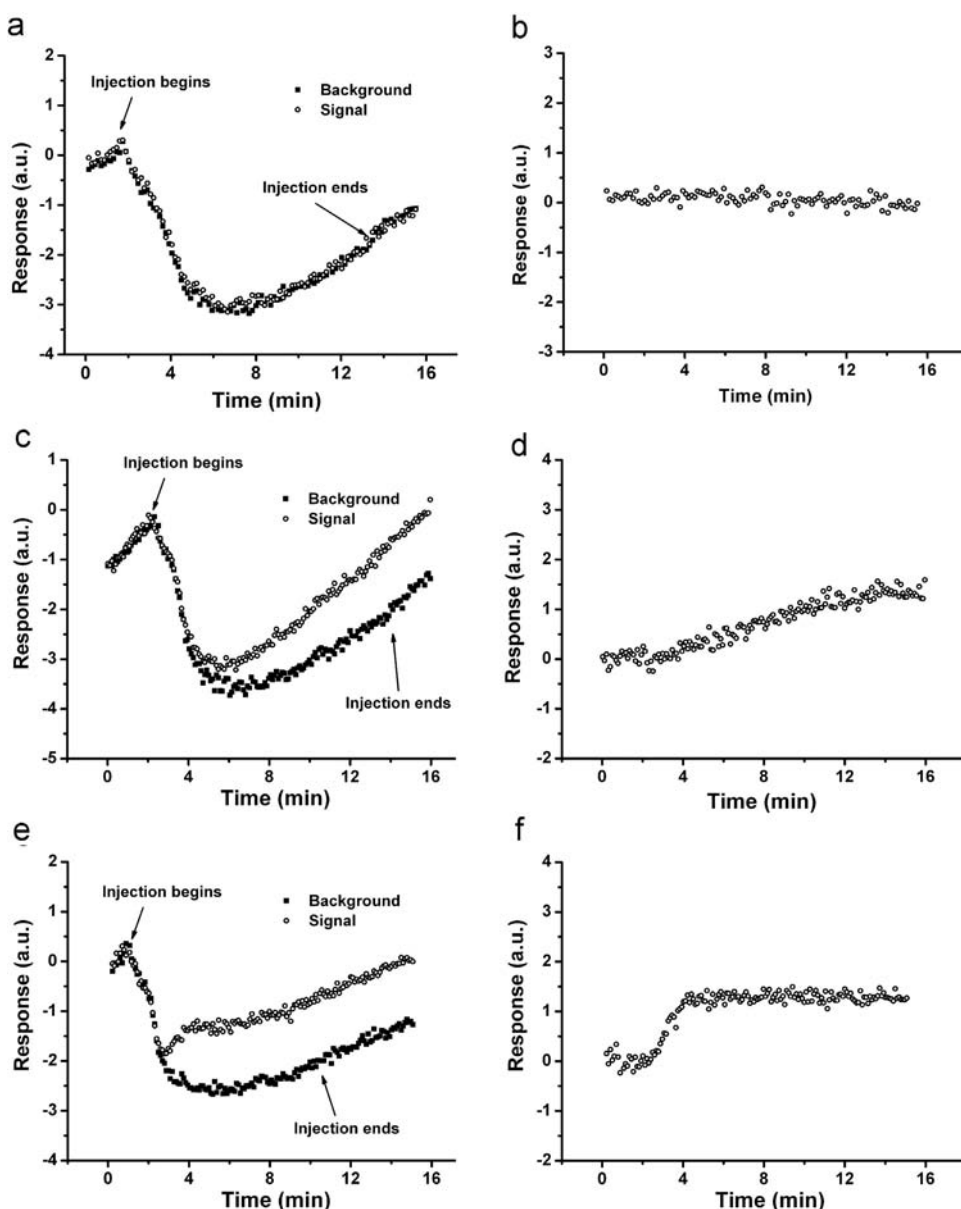 a
2
1
0
-1
-2
-3
-4
Response (a.u.)
Injection begins
Background
Signal
Injection ends
0 4 8 12 16
Time (min)
b
3
2
1
0
-1
-2
-3
Response (a.u.)
0 4 8 12 16
Time (min)
c
1
0
-1
-2
-3
-4
-5
Response (a.u.)
Injection begins
Background
Signal
Injection ends
0 4 8 12 16
Time (min)
d
4
3
2
1
0
-1
-2
Response (a.u.)
0 4 8 12 16
Time (min)
e
2
1
0
-1
-2
-3
-4
Response (a.u.)
Injection begins
Background
Signal
Injection ends
0 4 8 12 16
Time (min)
f
4
3
2
1
0
-1
-2
Response (a.u.)
0 4 8 12 16
Time (min)